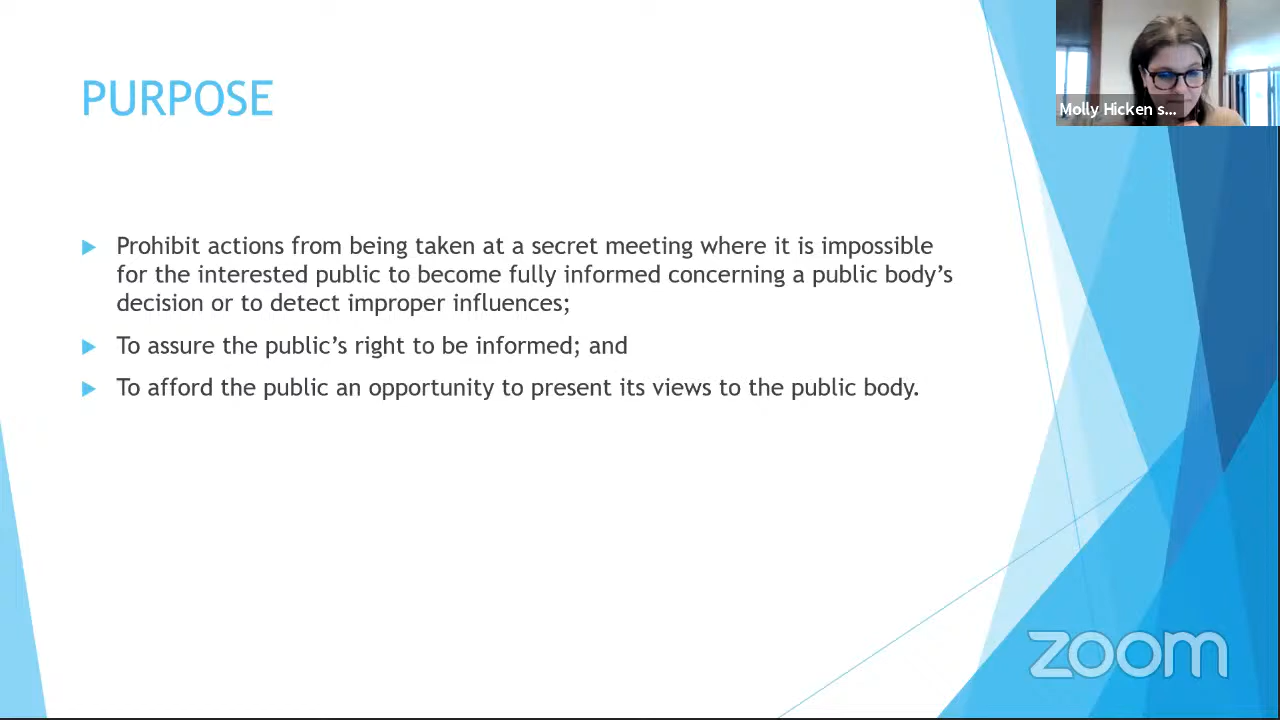 PURPOSE
Molly Hicken s...
Prohibit actions from being taken at a secret meeting where it is impossible
for the interested public to become fully informed concerning a public body’s
decision or to detect improper influences;
To assure the public’s right to be informed; and
To afford the public an opportunity to present its views to the public body.
zoom